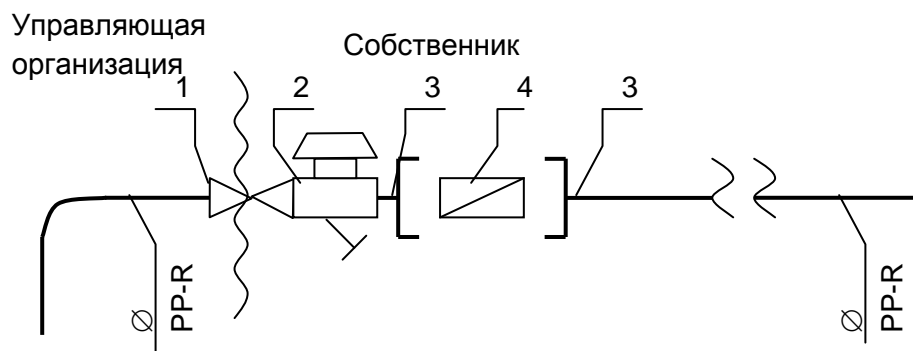 Управляющая
организация
Собственник
1
2
3
4
3
∅
PP-R
∅
PP-R